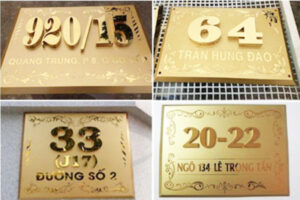 920/15
QUANG TRUNG, P 8, Q GÒ
64
TRẦN HƯNG ĐẠO
33
(J17)
ĐƯỜNG SỐ 2
20-22
NGÕ 134 LÊ TRỌNG TẤN